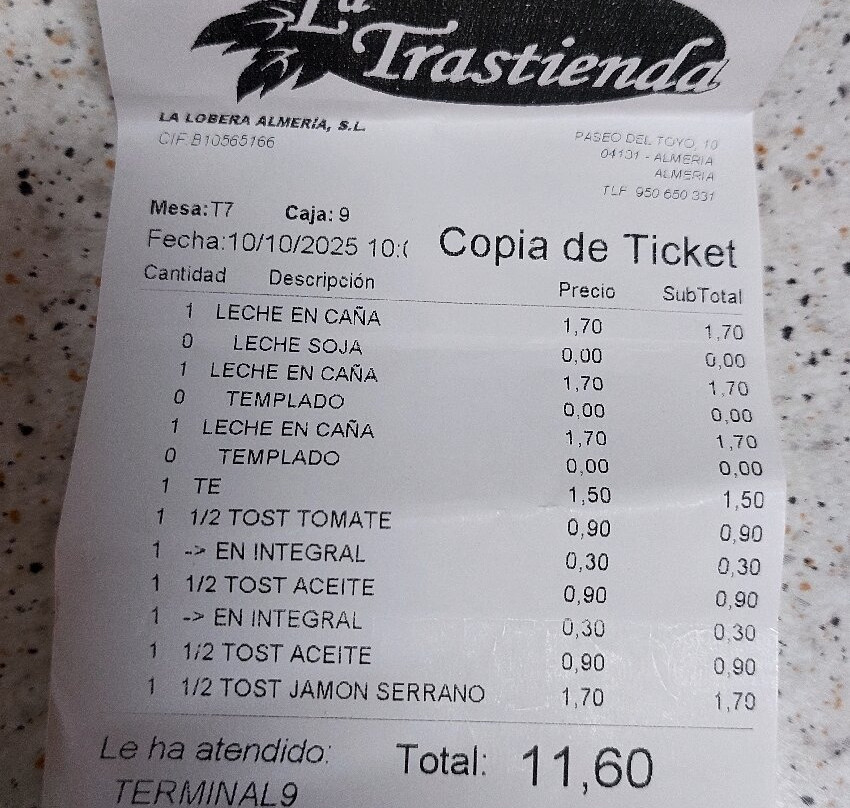 La
Trastienda
LA LOBERA ALMERÍA, S.L.
CIF.B10565166
PASEO DEL TOYO, 10
04131 - ALMERIA
ALMERIA
TLF 950 650 331
Mesa:T7 Caja: 9
Fecha:10/10/2025 10:0 Copia de Ticket
Cantidad Descripción Precio SubTotal
1 LECHE EN CAÑA 1,70 1,70
0 LECHE SOJA 0,00 0,00
1 LECHE EN CAÑA 1,70 1,70
0 TEMPLADO 0,00 0,00
1 LECHE EN CAÑA 1,70 1,70
0 TEMPLADO 0,00 0,00
1 TE 1,50 1,50
1 1/2 TOST TOMATE 0,90 0,90
1 -> EN INTEGRAL 0,30 0,30
1 1/2 TOST ACEITE 0,90 0,90
1 -> EN INTEGRAL 0,30 0,30
1 1/2 TOST ACEITE 0,90 0,90
1 1/2 TOST JAMON SERRANO 1,70 1,70
Le ha atendido: Total: 11,60
TERMINAL9